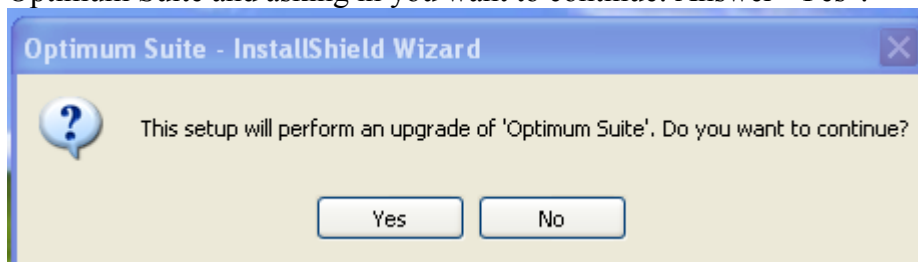 Optimum Suite and asking in you want to continue. Answer "Yes".
Optimum Suite - InstallShield Wizard
This setup will perform an upgrade of 'Optimum Suite'. Do you want to continue?
Yes No